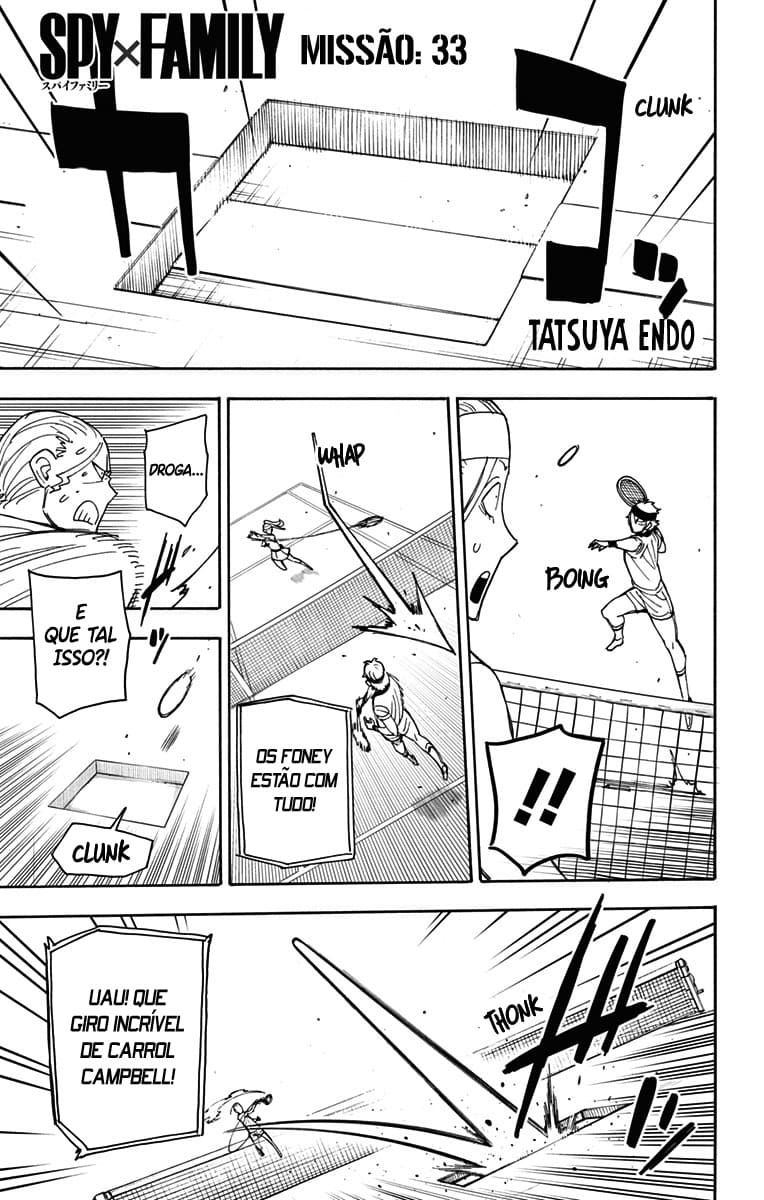 SPY×FAMILY
スパイファミリー
MISSÃO: 33
CLUNK
TATSUYA ENDO
BOING
!!
WHAP
OS FONEY
ESTÃO COM
TUDO!
DROGA...
E
QUE TAL
ISSO?!
CLUNK
THONK
UAU! QUE
GIRO INCRÍVEL
DE CARROL
CAMPBELL!